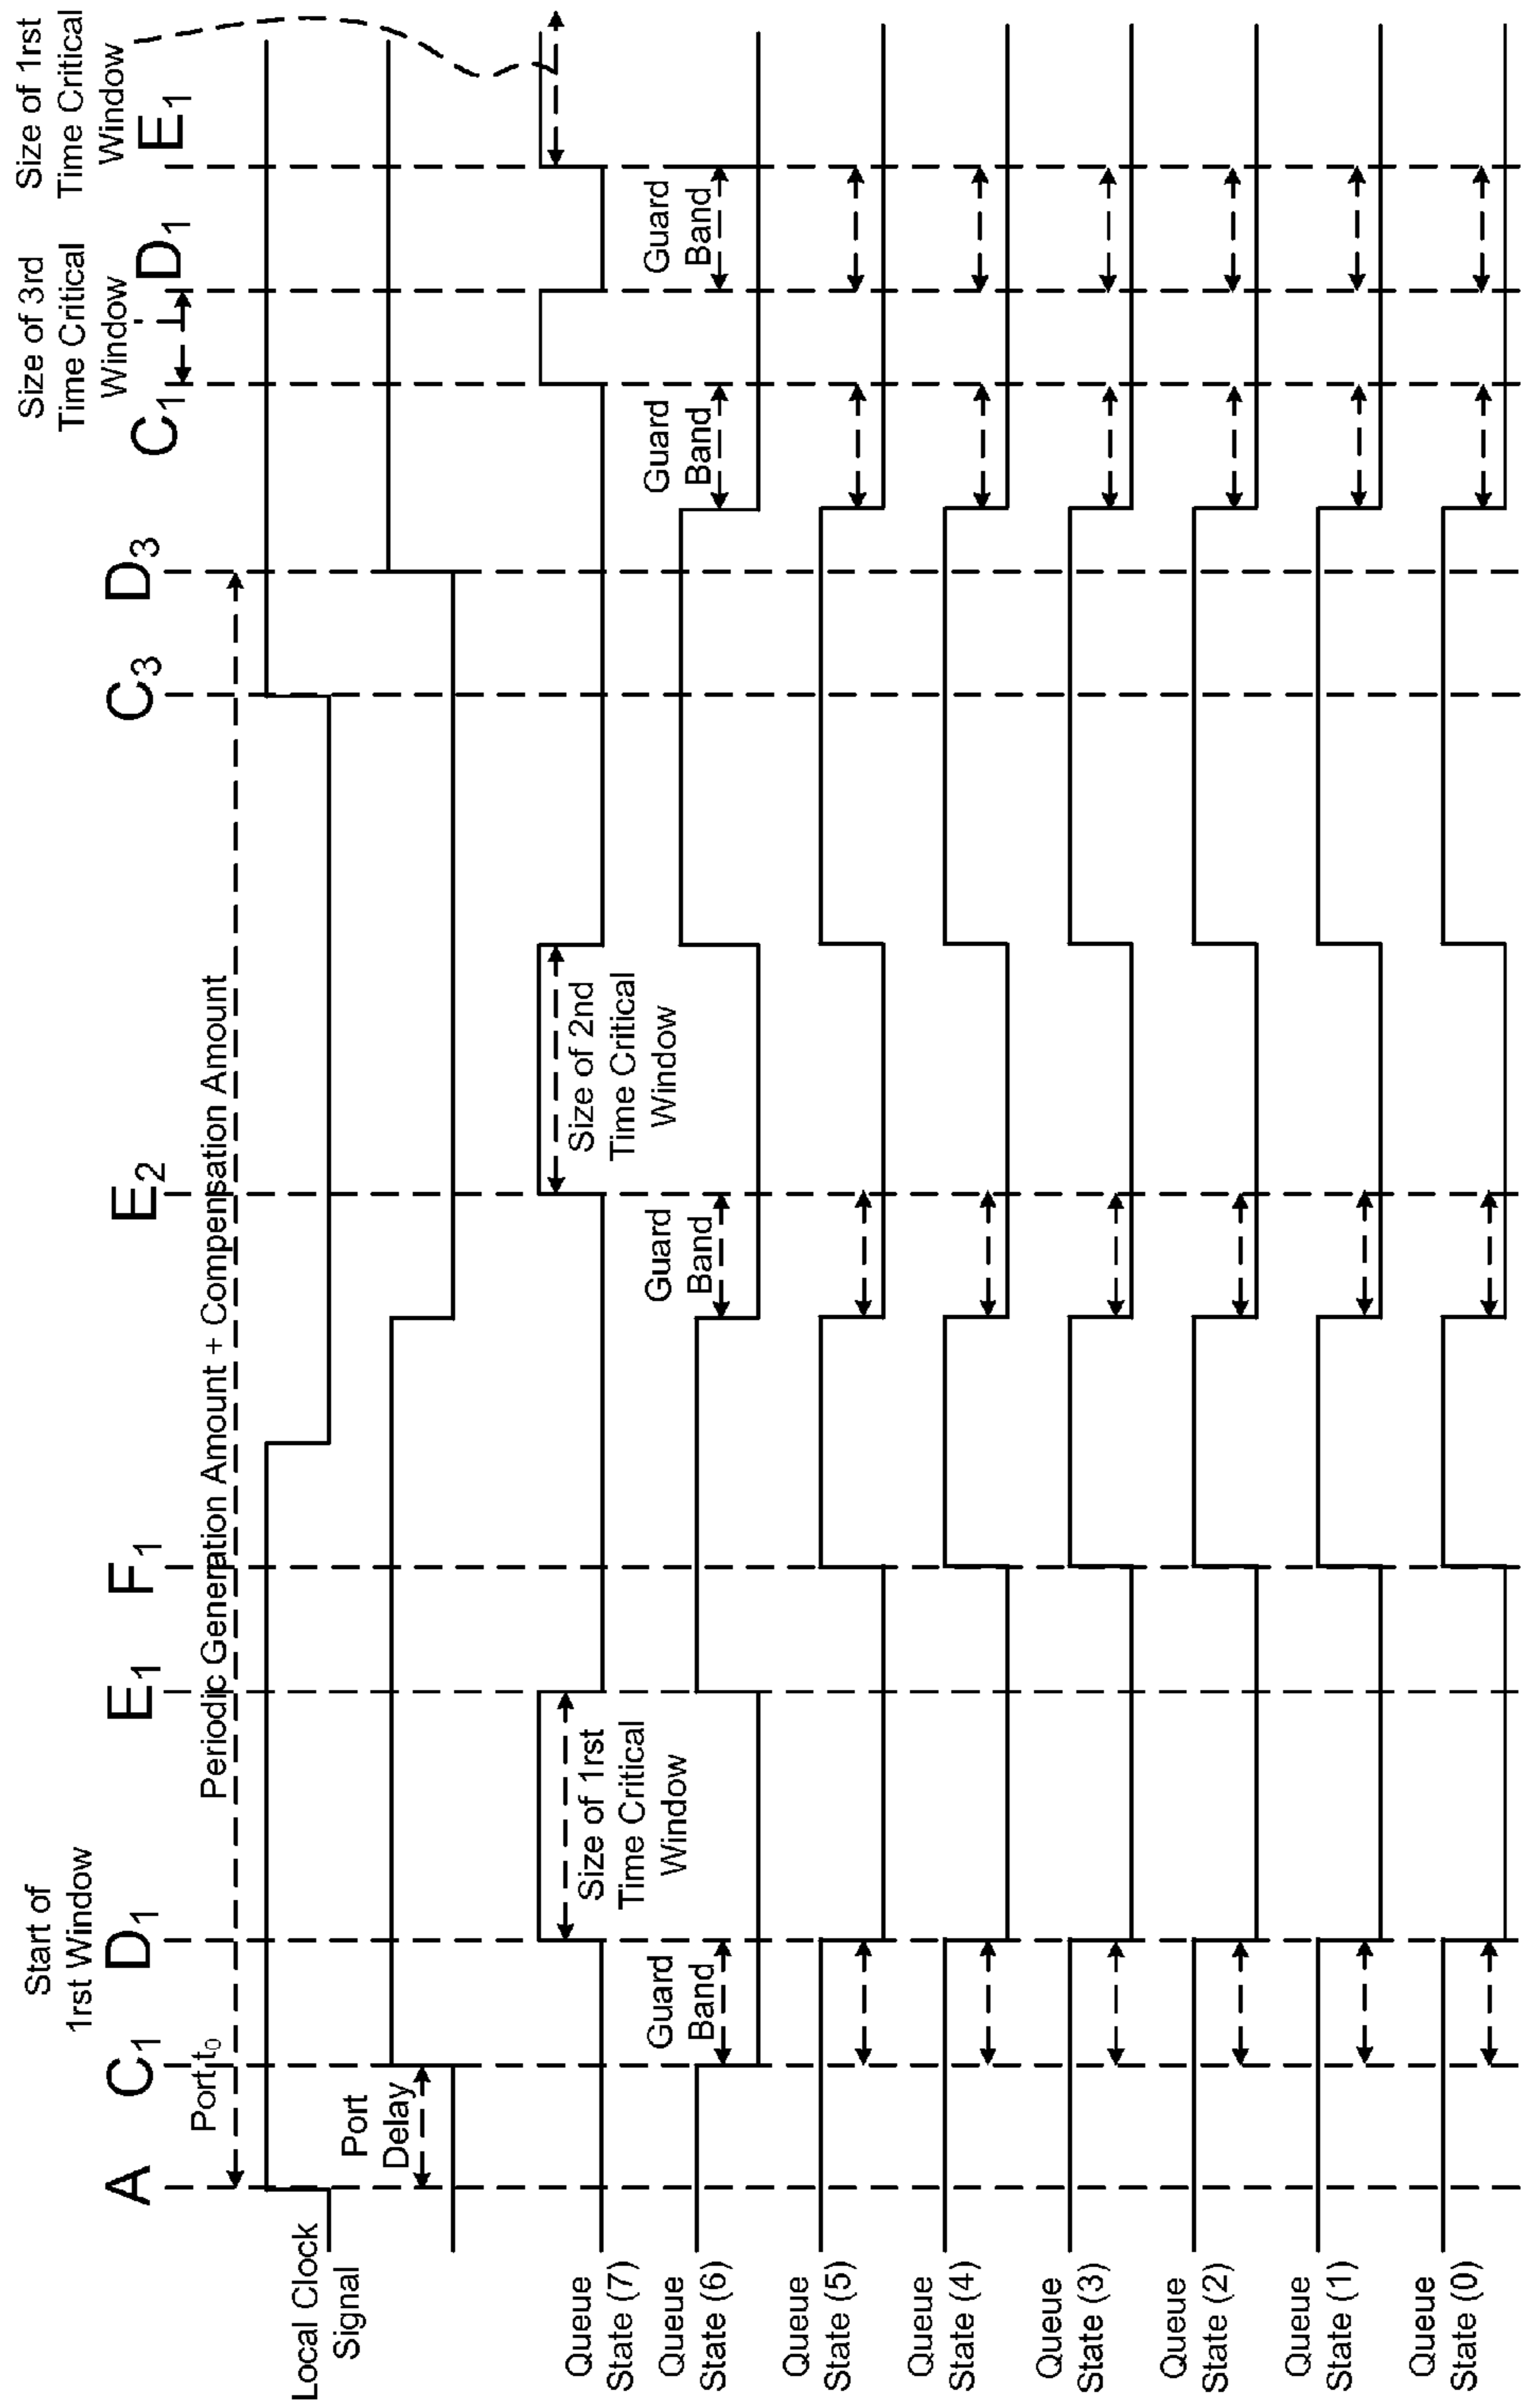 Start of
1rst Window
Size of 3rd
Time Critical
Window
Size of 1rst
Time Critical
Window
A
C1
D1
E1
F1
E2
C3
D3
C1
D1
E1
Port t0
Periodic Generation Amount + Compensation Amount
Local Clock
Signal
Port
Delay
Queue
State (7)
Size of 1rst
Time Critical
Window
Size of 2nd
Time Critical
Window
Queue
State (6)
Guard
Band
Guard
Band
Guard
Band
Guard
Band
Queue
State (5)
Queue
State (4)
Queue
State (3)
Queue
State (2)
Queue
State (1)
Queue
State (0)